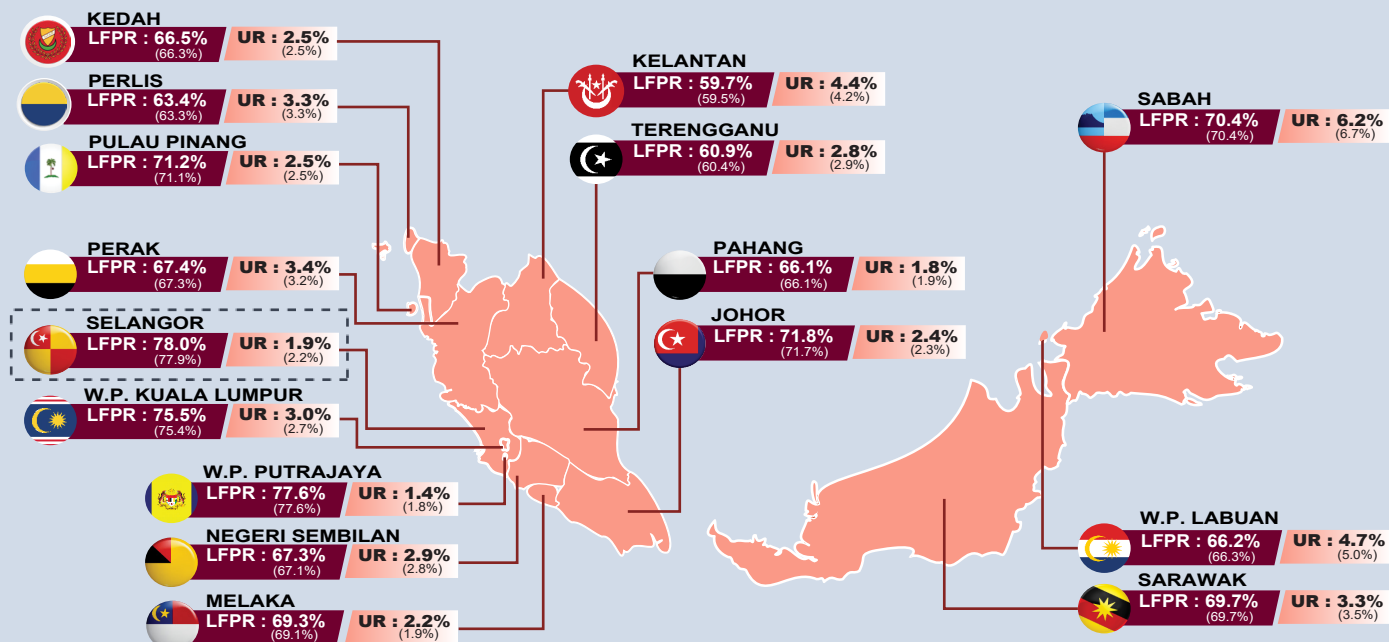 KEDAH
LFPR : 66.5% UR : 2.5%
(66.3%) (2.5%)
PERLIS
LFPR : 63.4% UR : 3.3%
(63.3%) (3.3%)
PULAU PINANG
LFPR : 71.2% UR : 2.5%
(71.1%) (2.5%)
PERAK
LFPR : 67.4% UR : 3.4%
(67.3%) (3.2%)
SELANGOR
LFPR : 78.0% UR : 1.9%
(77.9%) (2.2%)
W.P. KUALA LUMPUR
LFPR : 75.5% UR : 3.0%
(75.4%) (2.7%)
W.P. PUTRAJAYA
LFPR : 77.6% UR : 1.4%
(77.6%) (1.8%)
NEGERI SEMBILAN
LFPR : 67.3% UR : 2.9%
(67.1%) (2.8%)
MELAKA
LFPR : 69.3% UR : 2.2%
(69.1%) (1.9%)
KELANTAN
LFPR : 59.7% UR : 4.4%
(59.5%) (4.2%)
TERENGGANU
LFPR : 60.9% UR : 2.8%
(60.4%) (2.9%)
PAHANG
LFPR : 66.1% UR : 1.8%
(66.1%) (1.9%)
JOHOR
LFPR : 71.8% UR : 2.4%
(71.7%) (2.3%)
SABAH
LFPR : 70.4% UR : 6.2%
(70.4%) (6.7%)
W.P. LABUAN
LFPR : 66.2% UR : 4.7%
(66.3%) (5.0%)
SARAWAK
LFPR : 69.7% UR : 3.3%
(69.7%) (3.5%)